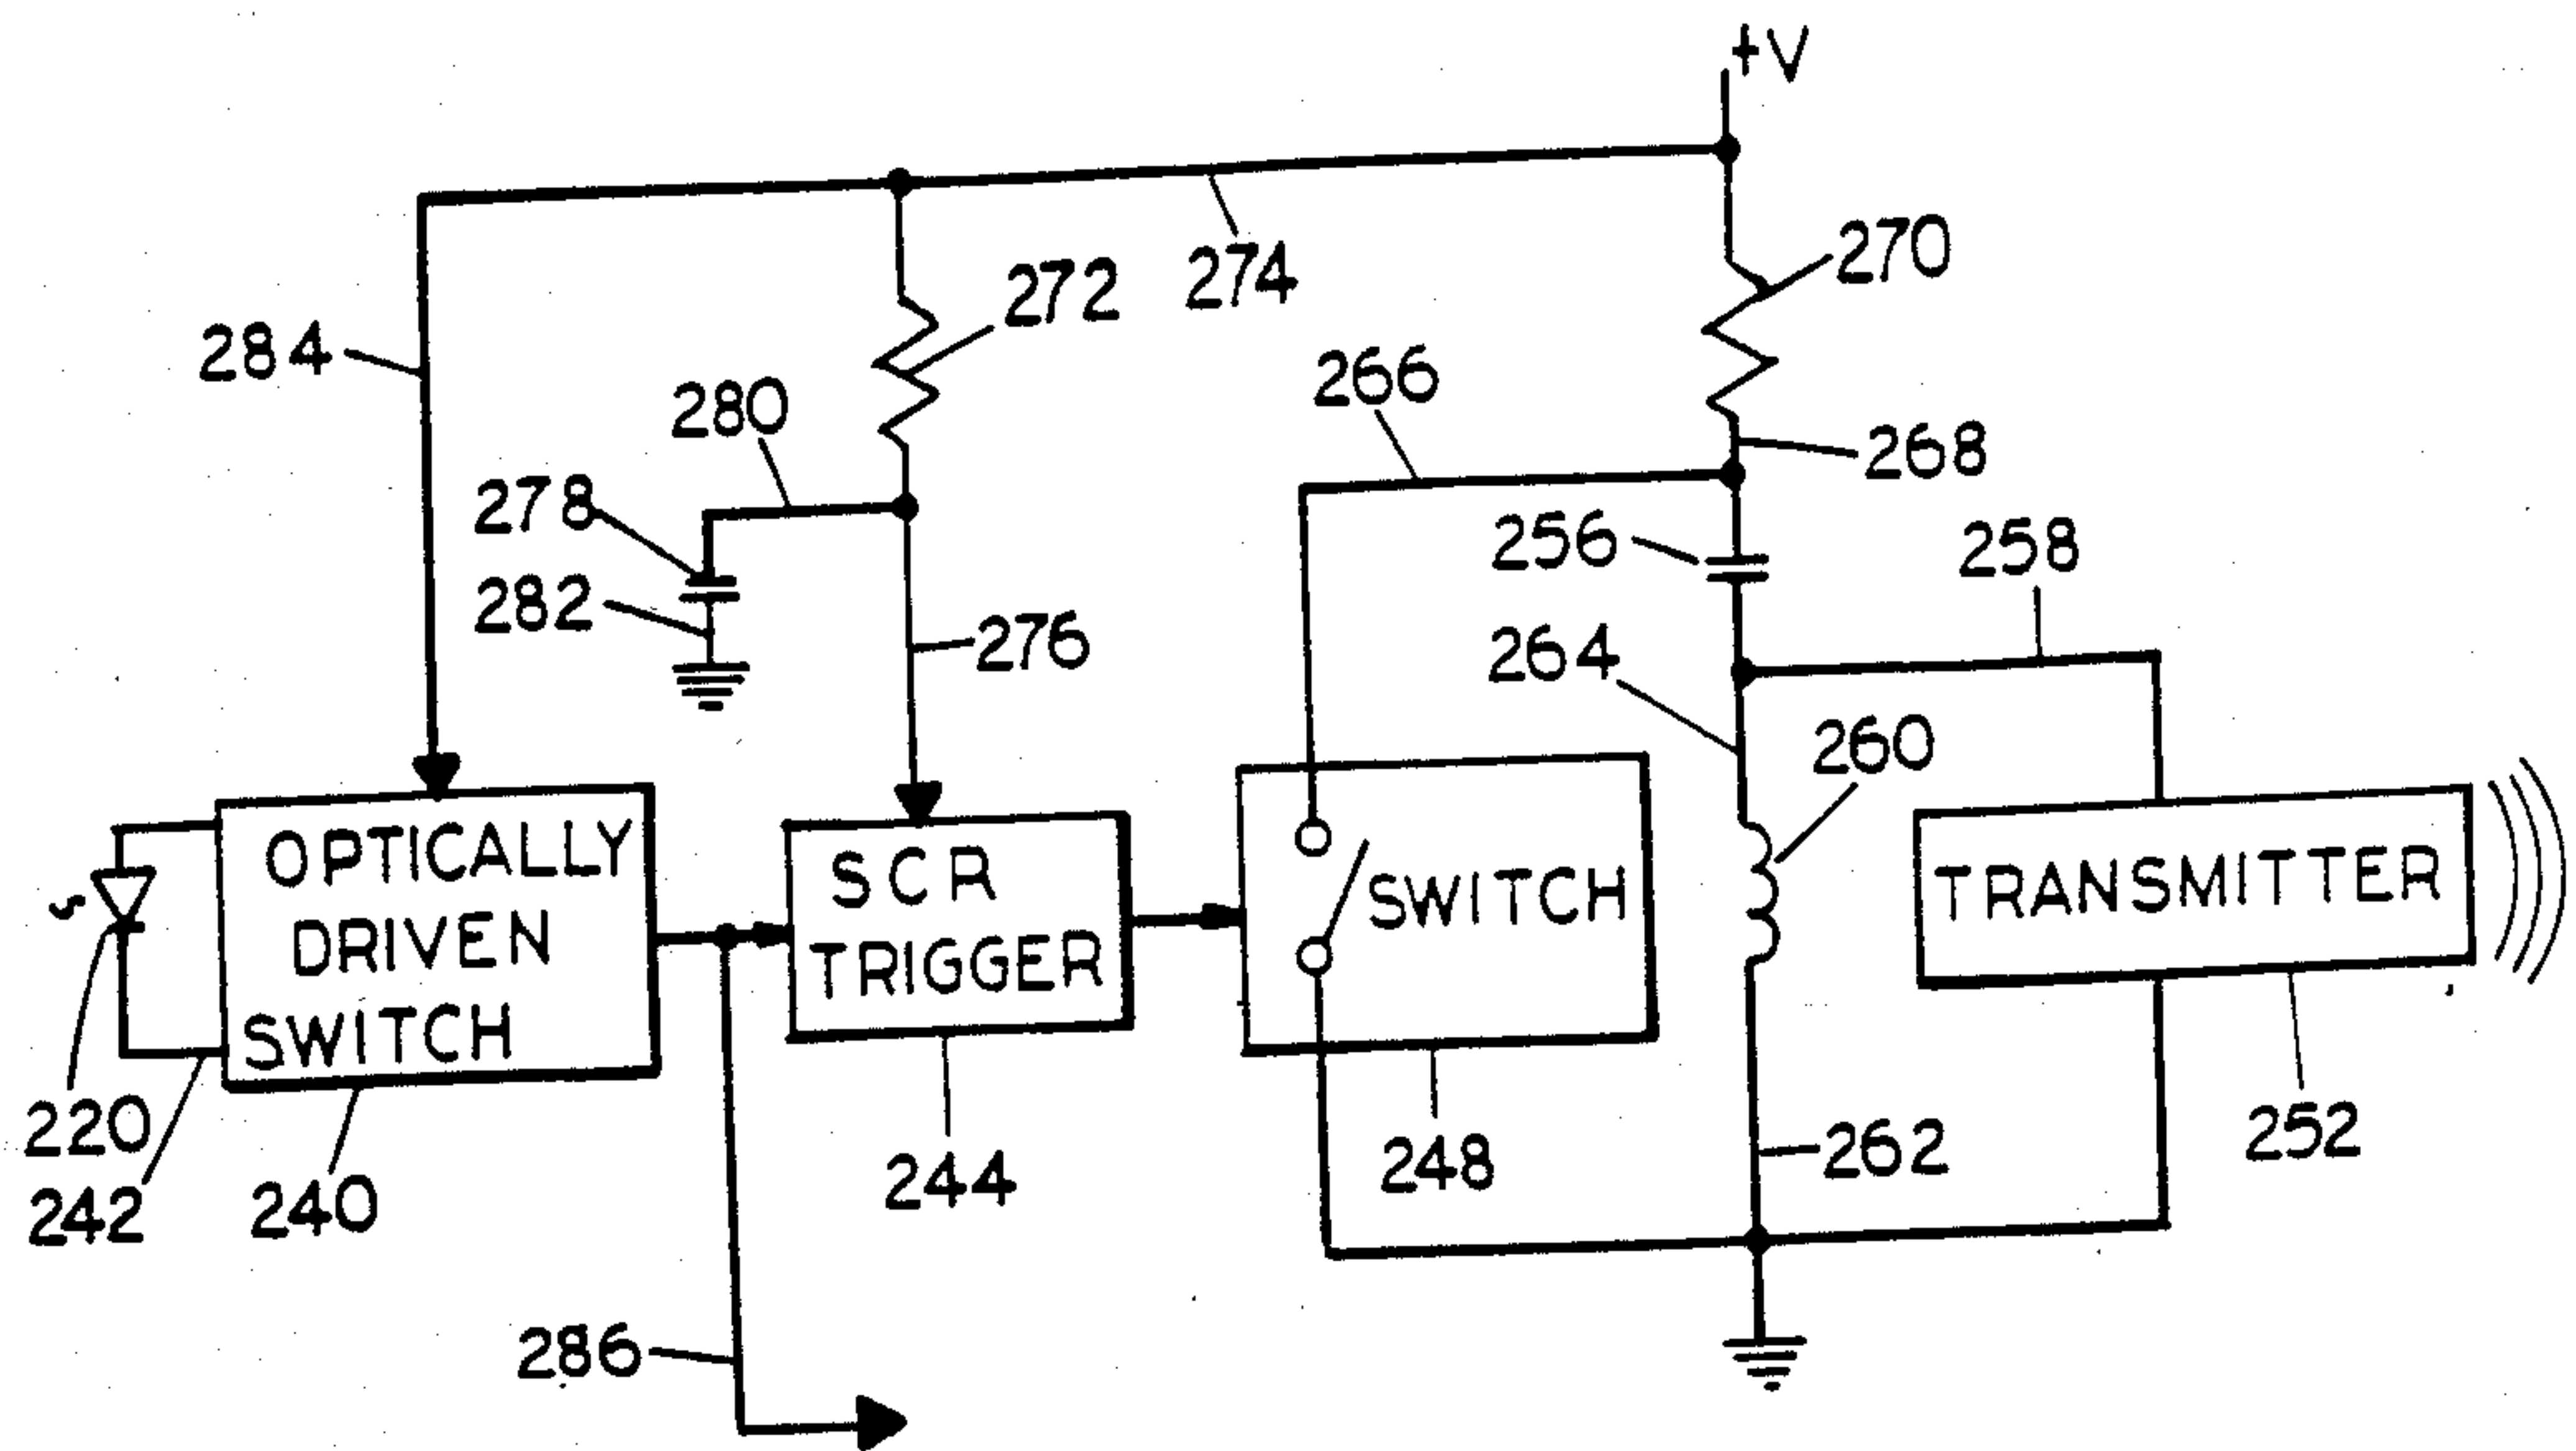 +V
270
272
274
284
266
280
268
278
256
258
282
276
264
260
OPTICALLY
DRIVEN
SWITCH
SCR
TRIGGER
SWITCH
TRANSMITTER
220
242
240
244
248
262
252
286